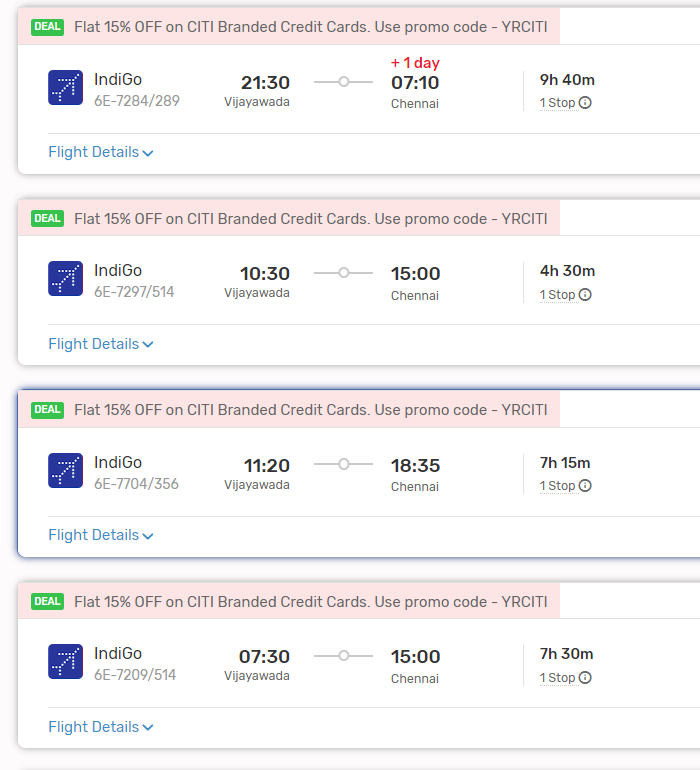 DEAL Flat 15% OFF on CITI Branded Credit Cards. Use promo code - YRCITI
+ 1 day
IndiGo 21:30 07:10 9h 40m
6E-7284/289 Vijayawada Chennai 1 Stop
Flight Details
DEAL Flat 15% OFF on CITI Branded Credit Cards. Use promo code - YRCITI
IndiGo 10:30 15:00 4h 30m
6E-7297/514 Vijayawada Chennai 1 Stop
Flight Details
DEAL Flat 15% OFF on CITI Branded Credit Cards. Use promo code - YRCITI
IndiGo 11:20 18:35 7h 15m
6E-7704/356 Vijayawada Chennai 1 Stop
Flight Details
DEAL Flat 15% OFF on CITI Branded Credit Cards. Use promo code - YRCITI
IndiGo 07:30 15:00 7h 30m
6E-7209/514 Vijayawada Chennai 1 Stop
Flight Details